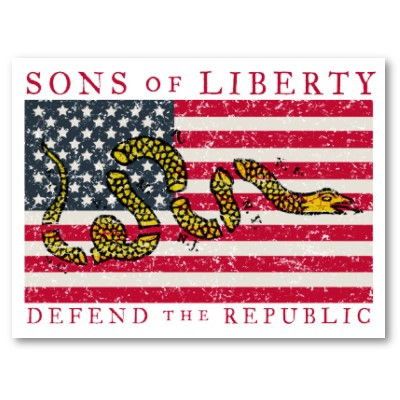 SONS OF LIBERTY
N.J.
DEFEND THE REPUBLIC